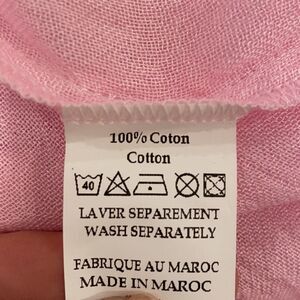 100% Coton
Cotton
40
LAVER SEPAREMENT
WASH SEPARATELY
FABRIQUE AU MAROC
MADE IN MAROC